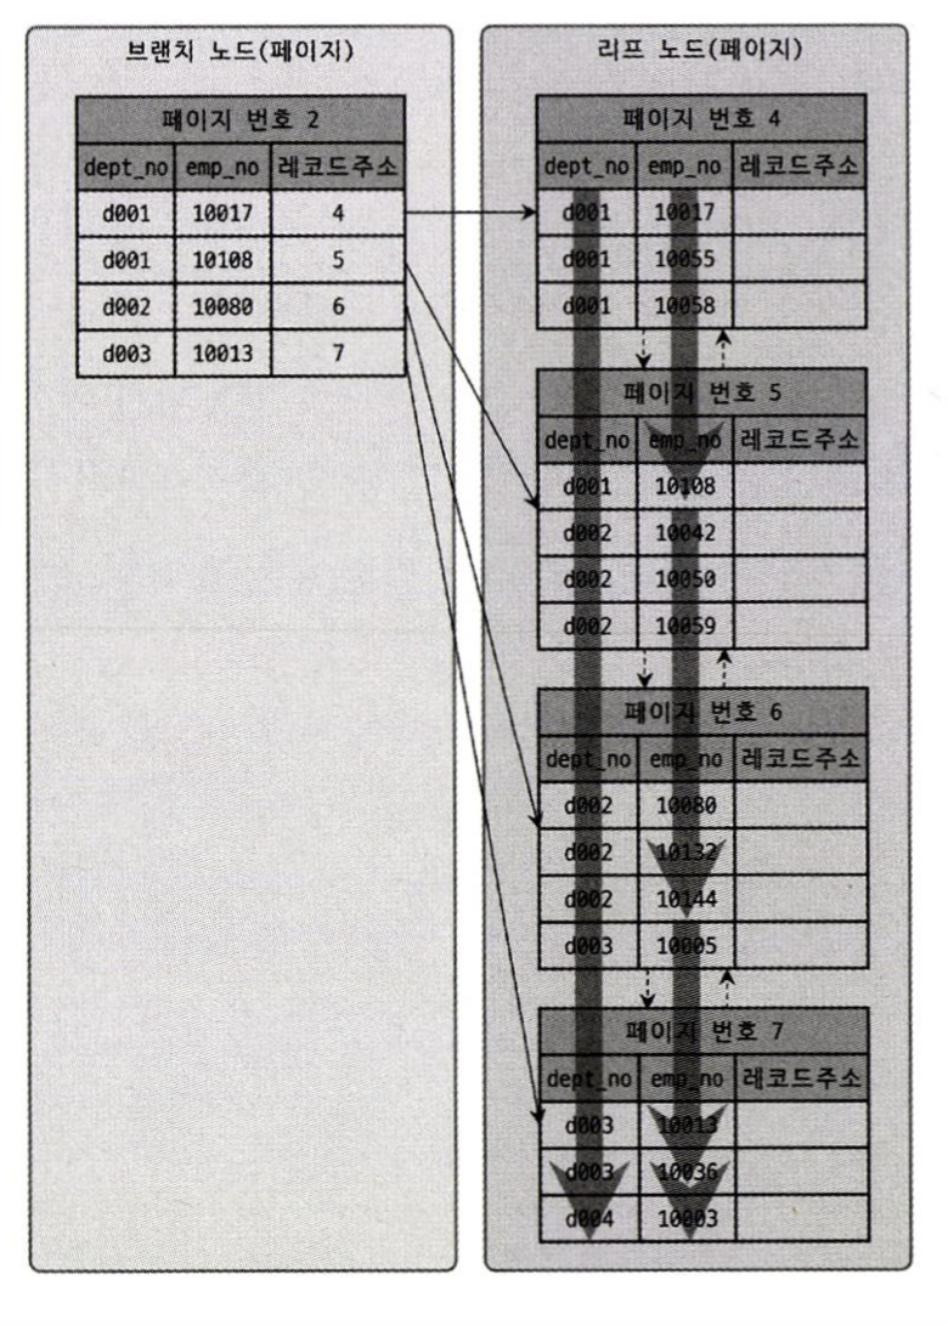 브랜치 노드(페이지)
페이지 번호 2
dept_no emp_no 레코드주소
d001 10017 4
d001 10108 5
d002 10080 6
d003 10013 7
리프 노드(페이지)
페이지 번호 4
dept_no emp_no 레코드주소
d001 10017
d001 10055
d001 10058
페이지 번호 5
dept_no emp_no 레코드주소
d001 10108
d002 10042
d002 10050
d002 10059
페이지 번호 6
dept_no emp_no 레코드주소
d002 10080
d002 10132
d002 10144
d003 10005
페이지 번호 7
dept_no emp_no 레코드주소
d003 10013
d003 10036
d004 10003